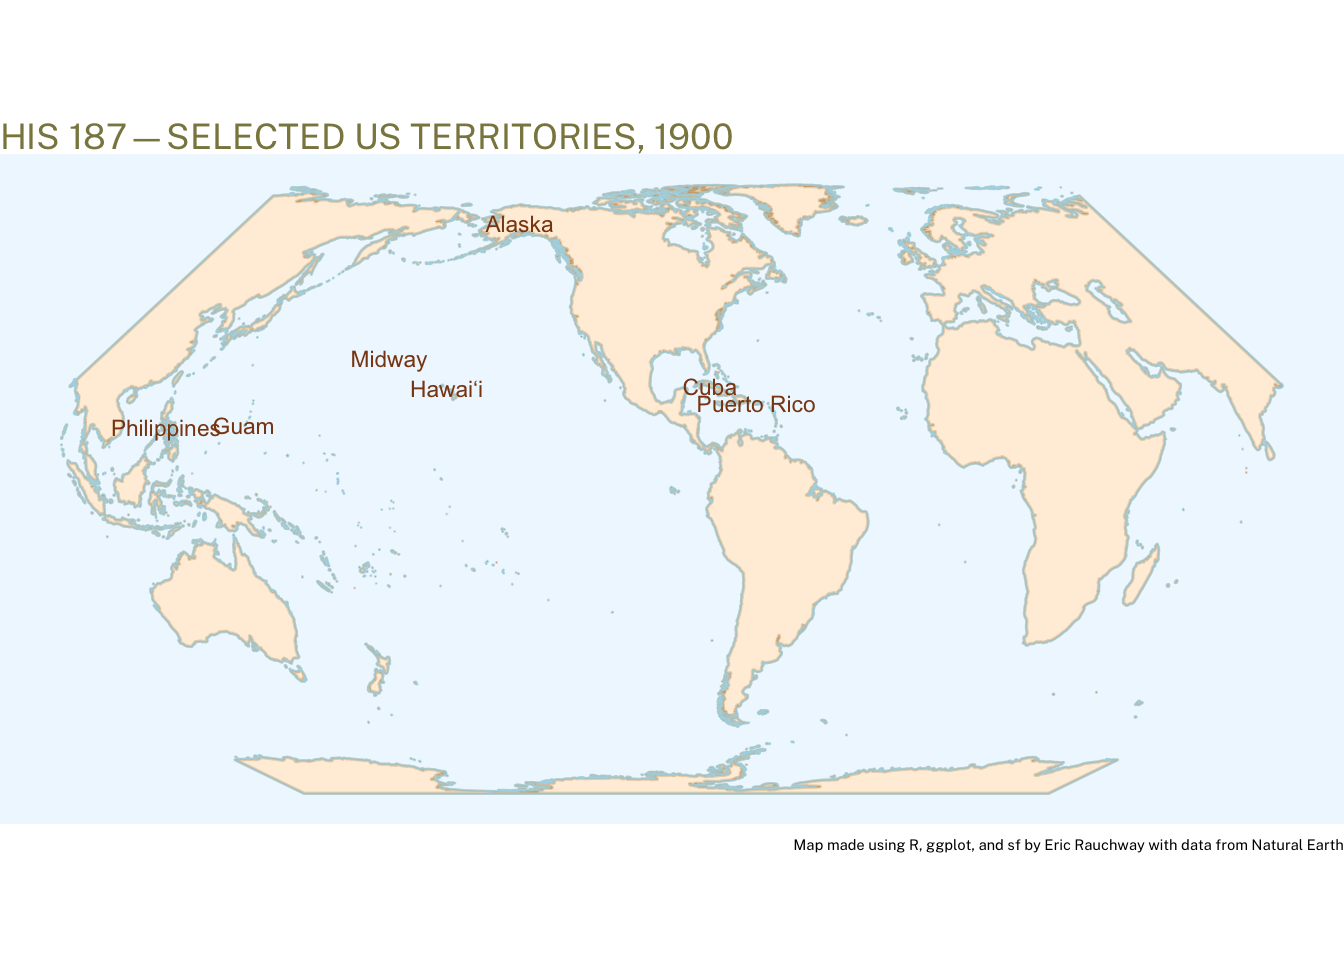 HIS 187 — SELECTED US TERRITORIES, 1900
Alaska
Midway
Hawaiʻi
Cuba
Puerto Rico
Philippines
Guam
Map made using R, ggplot, and sf by Eric Rauchway with data from Natural Earth